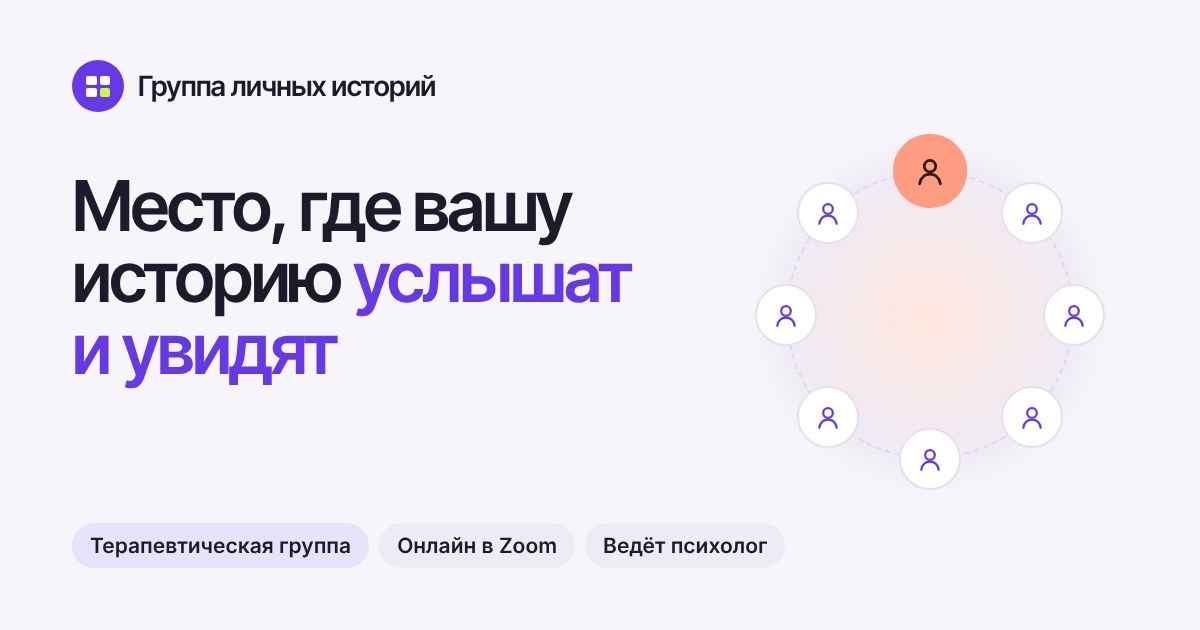 Группа личных историй
Место, где вашу
историю услышат
и увидят
Терапевтическая группа
Онлайн в Zoom
Ведёт психолог